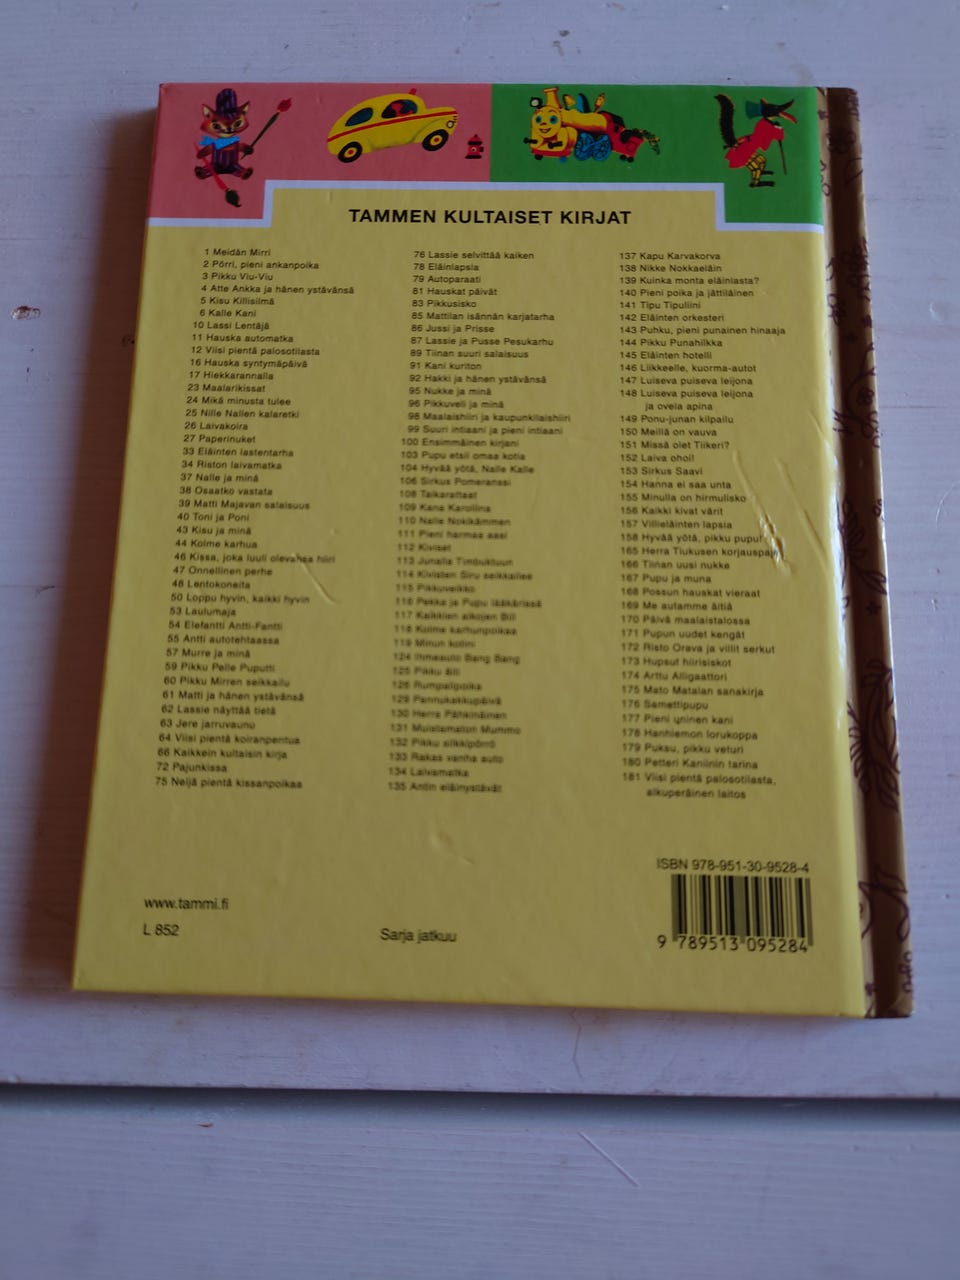 TAMMEN KULTAISET KIRJAT
1 Meidän Mirri
2 Pörri, pieni ankanpoika
3 Pikku Viu-Viu
4 Atte Ankka ja hänen ystävänsä
5 Kisu Killisilmä
6 Kalle Kani
10 Lassi Lentäjä
11 Hauska automatka
12 Viisi pientä palosotilasta
16 Hauska syntymäpäivä
17 Hiekkarannalla
23 Maalarikissat
24 Mikä minusta tulee
25 Nille Nallen kalaretki
26 Laivakoira
27 Paperinuket
33 Eläinten lastentarha
34 Riston laivamatka
37 Nalle ja minä
38 Osaatko vastata
39 Matti Majavan salaisuus
40 Toni ja Poni
43 Kisu ja minä
44 Kolme karhua
46 Kissa, joka luuli olevansa hiiri
47 Onnellinen perhe
48 Lentokoneita
50 Loppu hyvin, kaikki hyvin
53 Laulumaja
54 Elefantti Antti-Fantti
55 Antti autotehtaassa
57 Murre ja minä
59 Pikku Pelle Puputti
60 Pikku Mirren seikkailu
61 Matti ja hänen ystävänsä
62 Lassie näyttää tietä
63 Jere jarruvaunu
64 Viisi pientä koiranpentua
66 Kaikkein kultaisin kirja
72 Pajunkissa
75 Neljä pientä kissanpoikaa
76 Lassie selvittää kaiken
78 Eläinlapsia
79 Autoparaati
81 Hauskat päivät
83 Pikkusisko
85 Mattilan isännän karjatarha
86 Jussi ja Prisse
87 Lassie ja Pusse Pesukarhu
89 Tiinan suuri salaisuus
91 Kani kuriton
92 Hakki ja hänen ystävänsä
95 Nukke ja minä
96 Pikkuveli ja minä
98 Maalaishiiri ja kaupunkilaishiiri
99 Suuri intiaani ja pieni intiaani
100 Ensimmäinen kirjani
103 Pupu etsii omaa kotia
104 Hyvää yötä, Nalle Kalle
106 Sirkus Pomeranssi
108 Taikarattaat
109 Kana Karoliina
110 Nalle Nokikämmen
111 Pieni harmaa aasi
112 Kiviset
113 Junalla Timbuktuun
114 Kivisten Siru seikkailee
115 Pikkuveikko
116 Pekka ja Pupu lääkärissä
117 Kaikkien aikojen Bill
118 Kolme karhunpoikaa
119 Minun kotini
124 Ihmeauto Bang Bang
125 Pikku äiti
126 Rumpalipoika
129 Pannukakkupäivä
130 Herra Pähkinäinen
131 Muistamaton Mummo
132 Pikku silkkipörrö
133 Rakas vanha auto
134 Laivamatka
135 Antin eläinystävät
137 Kapu Karvakorva
138 Nikke Nokkaeläin
139 Kuinka monta eläinlasta?
140 Pieni poika ja jättiläinen
141 Tipu Tipuliini
142 Eläinten orkesteri
143 Puhku, pieni punainen hinaaja
144 Pikku Punahilkka
145 Eläinten hotelli
146 Liikkeelle, kuorma-autot
147 Luiseva puiseva leijona
148 Luiseva puiseva leijona
ja ovela apina
149 Ponu-junan kilpailu
150 Meillä on vauva
151 Missä olet Tiikeri?
152 Laiva ohoi!
153 Sirkus Saavi
154 Hanna ei saa unta
155 Minulla on hirmulisko
156 Kaikki kivat värit
157 Villieläinten lapsia
158 Hyvää yötä, pikku pupu!
165 Herra Tiukusen korjauspaja
166 Tiinan uusi nukke
167 Pupu ja muna
168 Possun hauskat vieraat
169 Me autamme äitiä
170 Päivä maalaistalossa
171 Pupun uudet kengät
172 Risto Orava ja villit serkut
173 Hupsut hiirisiskot
174 Arttu Alligaattori
175 Mato Matalan sanakirja
176 Samettipupu
177 Pieni ininen kani
178 Hanhiemon lorukoppa
179 Puksu, pikku veturi
180 Petteri Kaniinin tarina
181 Viisi pientä palosotilasta,
alkuperäinen laitos
ISBN 978-951-30-9528-4
9 789513 095284
www.tammi.fi
L 852
Sarja jatkuu